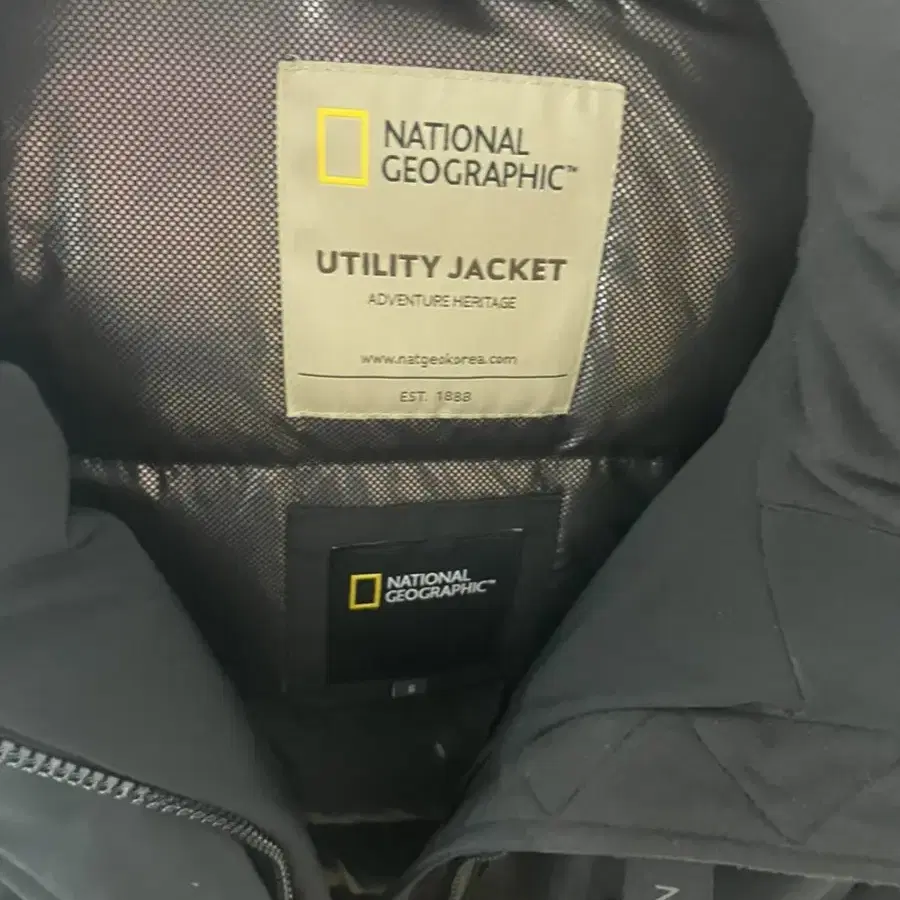 NATIONAL
GEOGRAPHIC™
UTILITY JACKET
ADVENTURE HERITAGE
www.natgeokorea.com
EST. 1888
NATIONAL
GEOGRAPHIC™